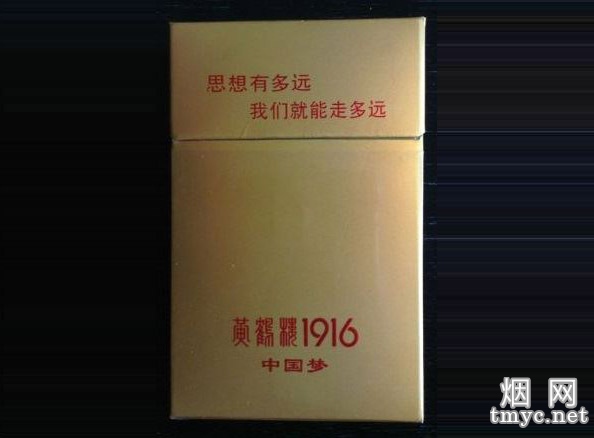 思想有多远
我们就能走多远
黄鹤楼1916
中国梦
烟网
tmyc.net